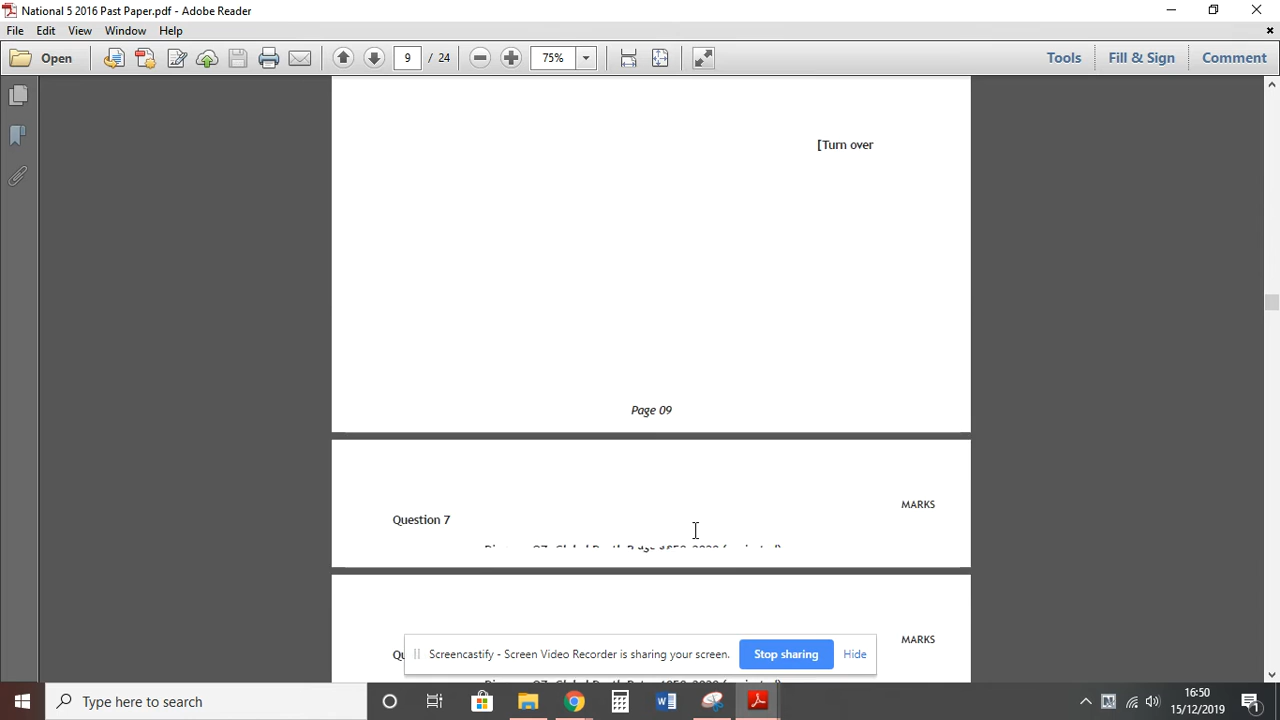 National 5 2016 Past Paper.pdf - Adobe Reader
File Edit View Window Help
Open 9 / 24 75% Tools Fill & Sign Comment
[Turn over
Page 09
MARKS
Question 7
MARKS
Screencastify - Screen Video Recorder is sharing your screen. Stop sharing Hide
Type here to search
16:50
15/12/2019
1